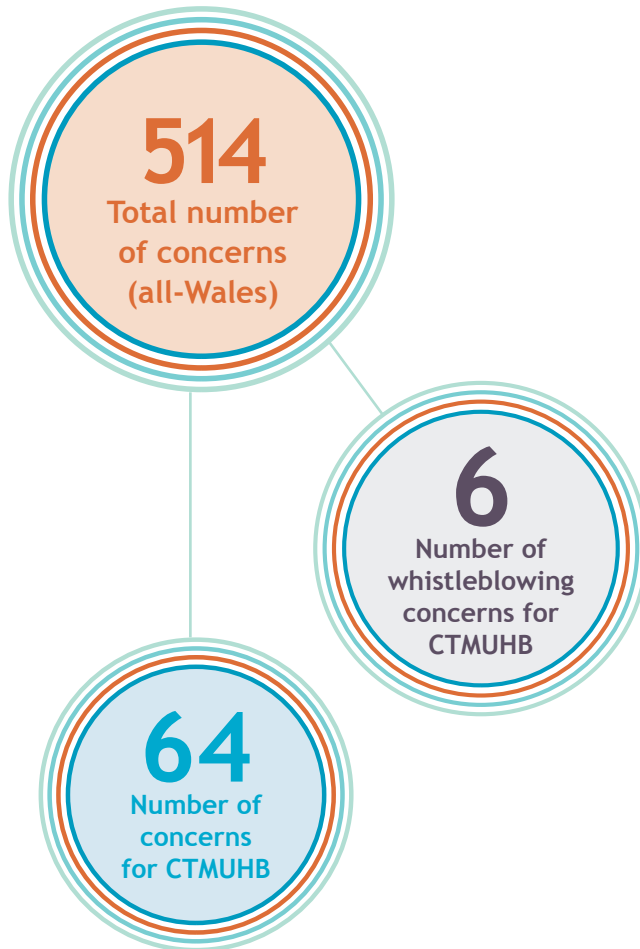 514
Total number
of concerns
(all-Wales)
6
Number of
whistleblowing
concerns for
CTMUHB
64
Number of
concerns
for CTMUHB